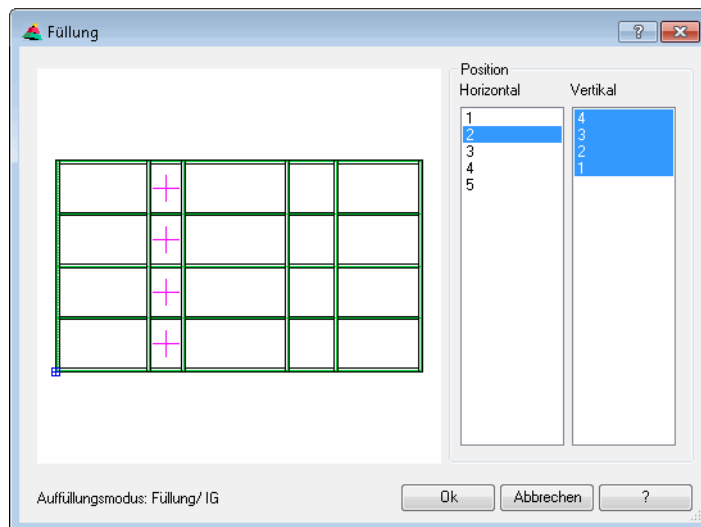 Füllung
?
Position
Horizontal
Vertikal
1
2
3
4
5
4
3
2
1
Auffüllungsmodus: Füllung/ IG
Ok
Abbrechen
?